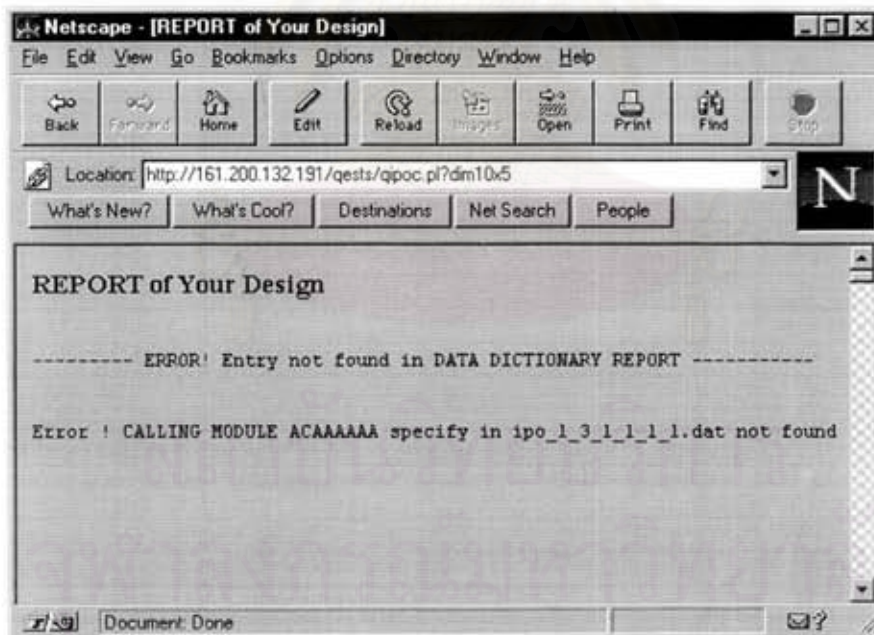 Netscape - [REPORT of Your Design]
File Edit View Go Bookmarks Options Directory Window Help
Back Forward Home Edit Reload Images Open Print Find Stop
Location: http://161.200.132.191/qests/qipoc.pl?dim10x5
N
What's New? What's Cool? Destinations Net Search People
REPORT of Your Design
--------- ERROR! Entry not found in DATA DICTIONARY REPORT -----------
Error ! CALLING MODULE ACAAAAAA specify in ipo_1_3_1_1_1_1.dat not found
Document: Done